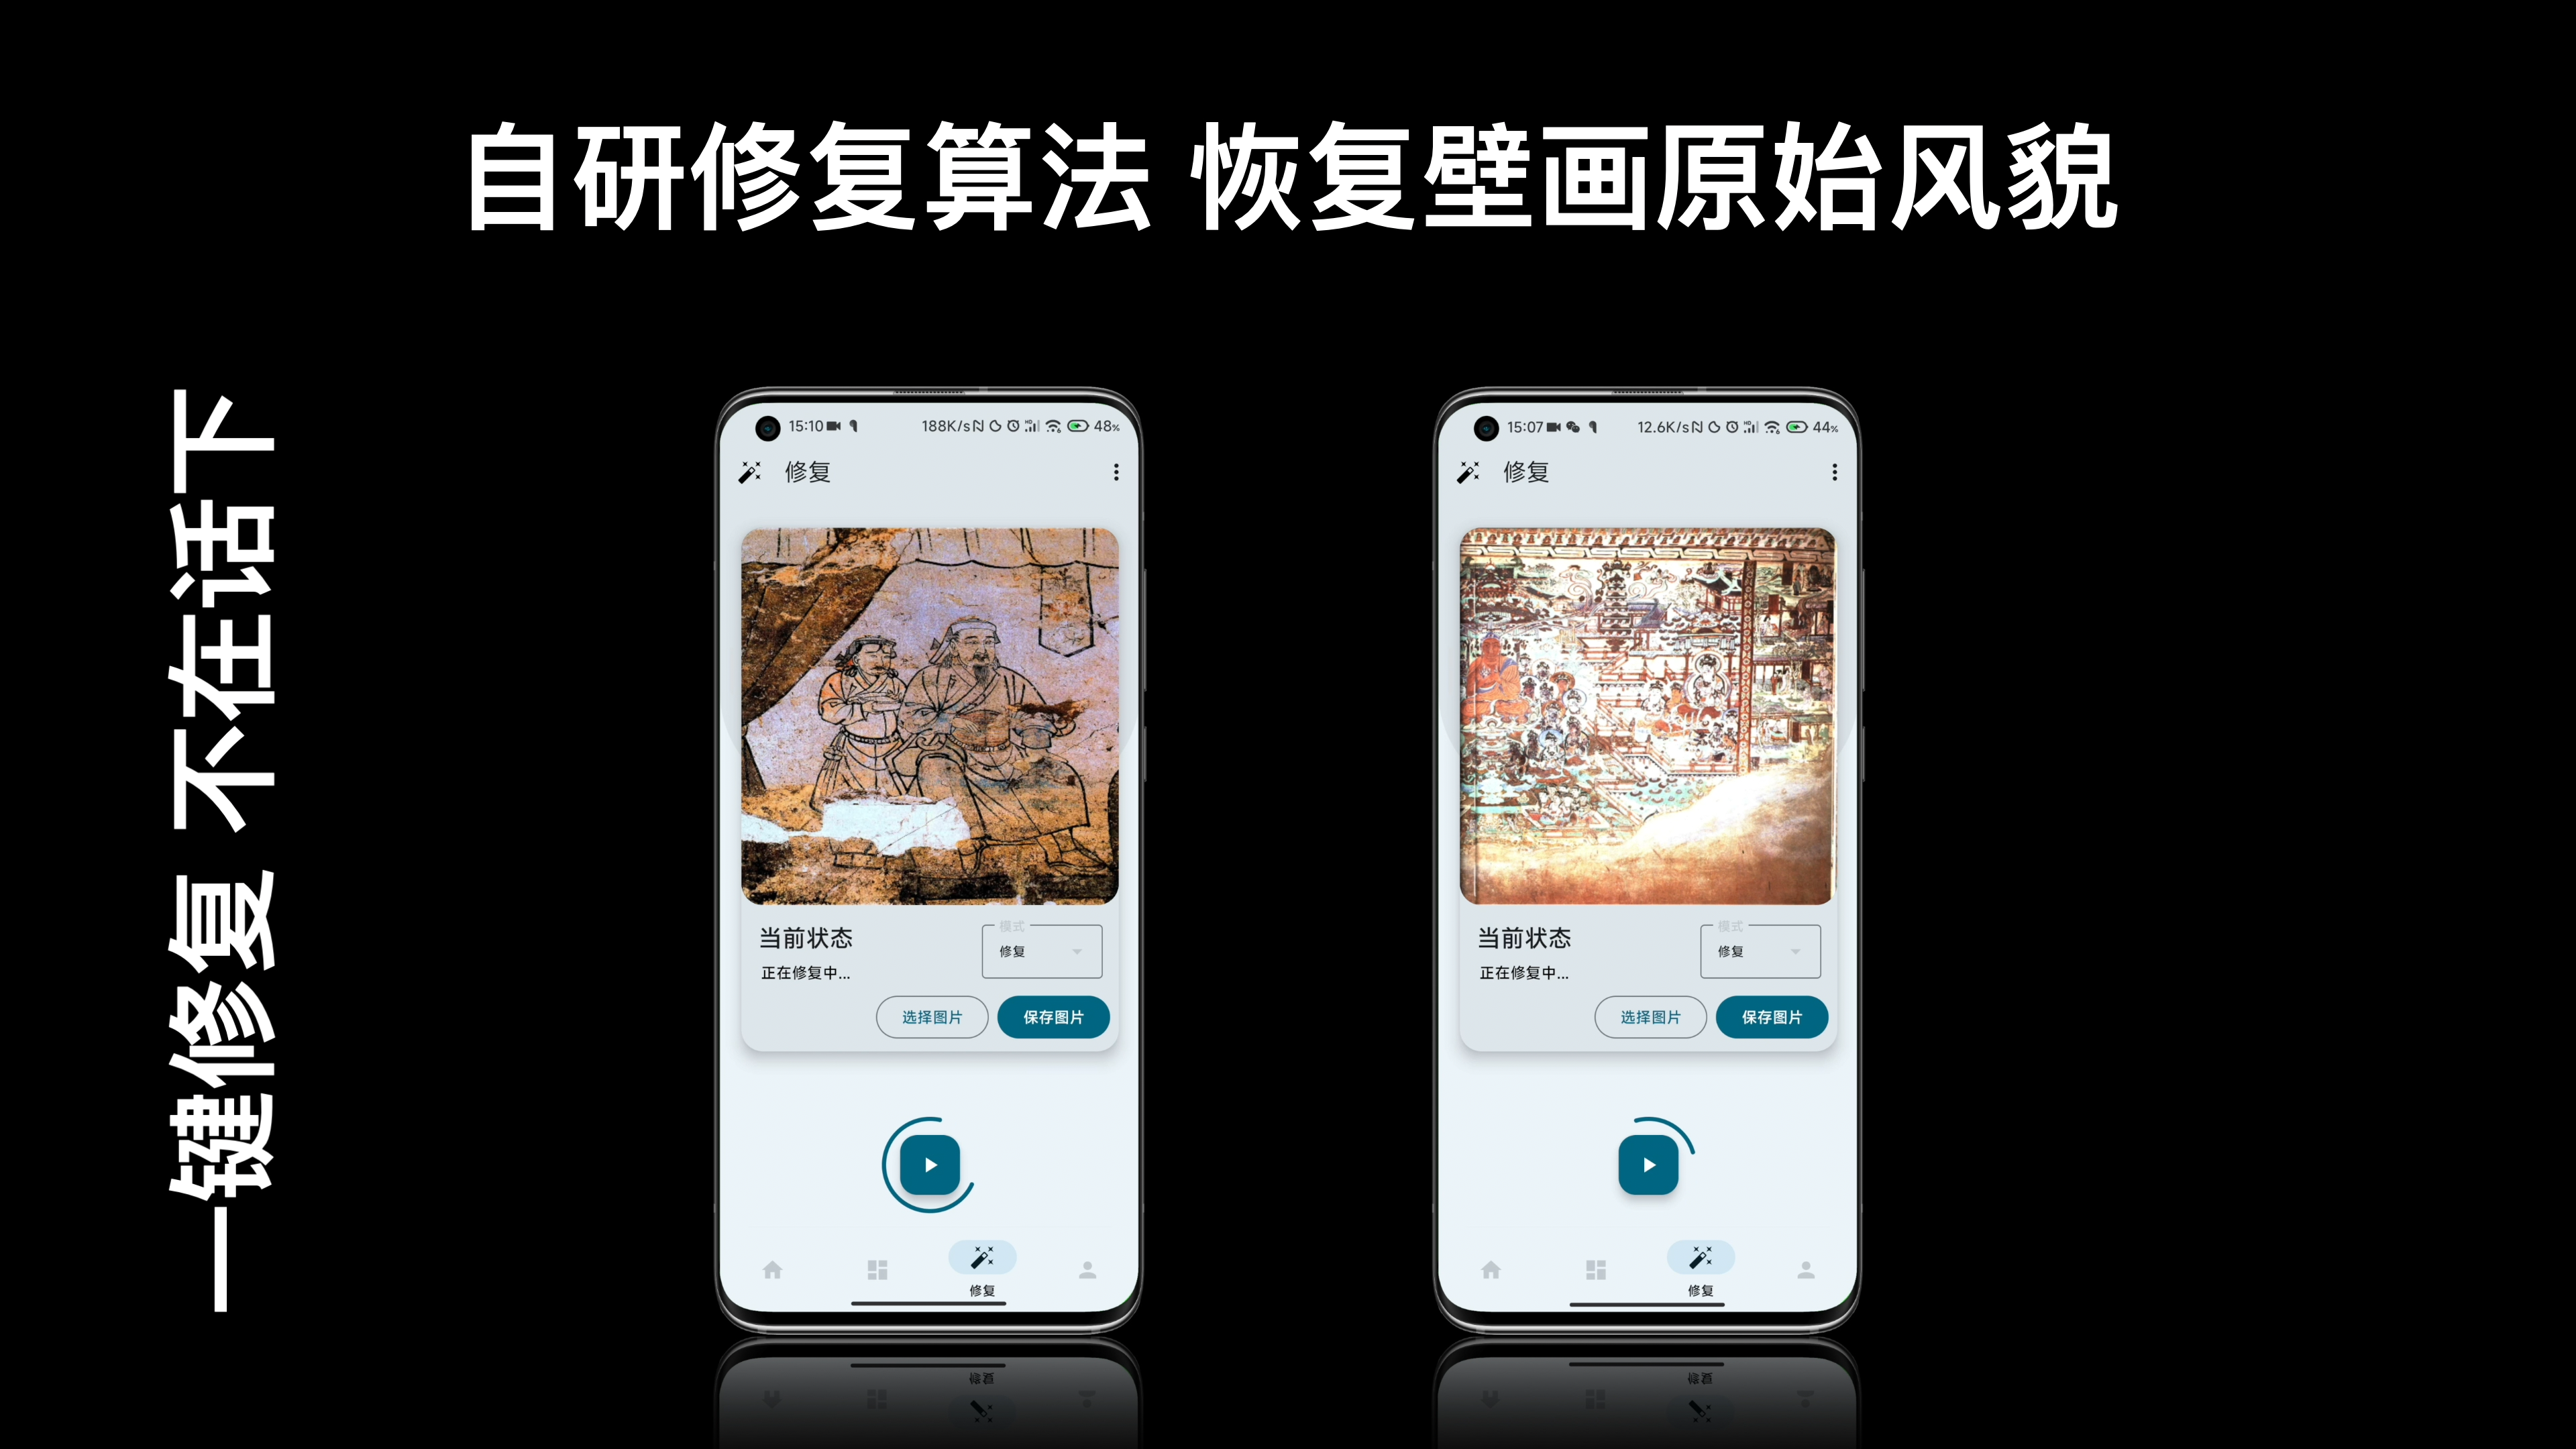 自研修复算法 恢复壁画原始风貌
一键修复 不在话下
15:10
188K/s
48%
修复
当前状态
模式
修复
正在修复中...
选择图片
保存图片
修复
15:07
12.6K/s
44%
修复
当前状态
模式
修复
正在修复中...
选择图片
保存图片
修复